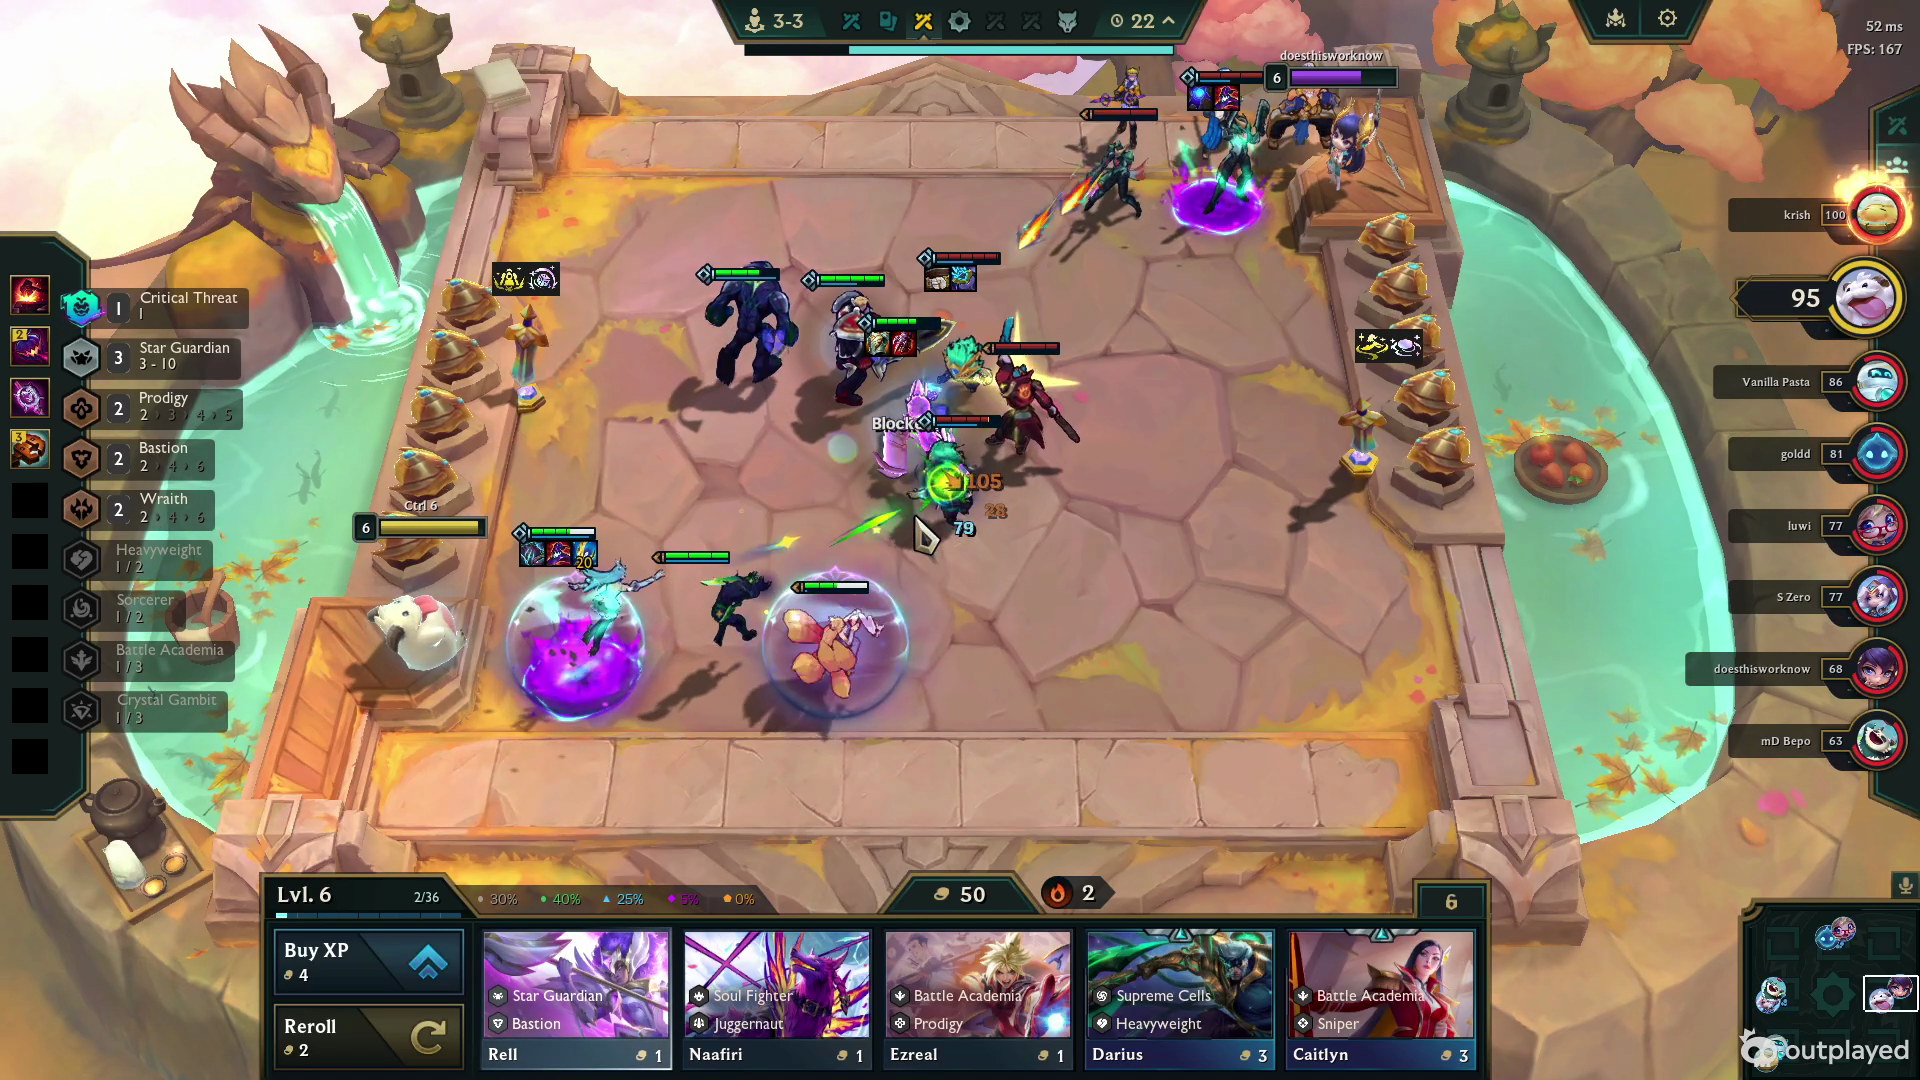 3-3
22
52 ms
FPS: 167
doesthisworknow
6
krish 100
95
Vanilla Pasta 86
goldd 81
luwi 77
S Zero 77
doesthisworknow 68
mD Bepo 63
1 Critical Threat
1
3 Star Guardian
3 - 10
2 Prodigy
2 > 3 > 4 > 5
2 Bastion
2 > 4 > 6
2 Wraith
2 > 4 > 6
Heavyweight
1 / 2
Sorcerer
1 / 2
Battle Academia
1 / 3
Crystal Gambit
1 / 3
2
3
Block
105
28
79
Ctrl 6
6
20
Lvl. 6
2/36
30%
40%
25%
5%
0%
50
2
6
Buy XP
4
Reroll
2
Star Guardian
Bastion
Rell 1
Soul Fighter
Juggernaut
Naafiri 1
Battle Academia
Prodigy
Ezreal 1
Supreme Cells
Heavyweight
Darius 3
Battle Academia
Sniper
Caitlyn 3
outplayed